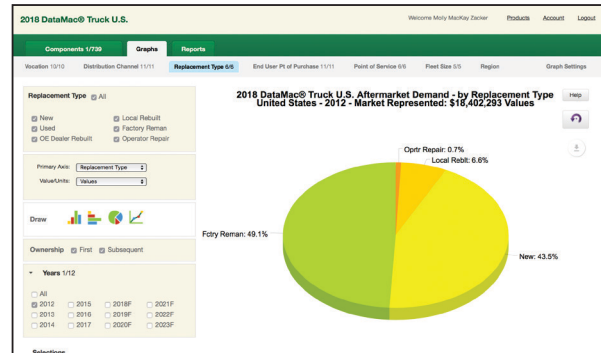 2018 DataMac® Truck U.S.
Welcome Molly MacKay Zacker Products Account Logout
Components 1/739 Graphs Reports
Vocation 10/10 Distribution Channel 11/11 Replacement Type 6/6 End User Pt of Purchase 11/11 Point of Service 6/6 Fleet Size 5/5 Region Graph Settings
Replacement Type All
New Local Rebuilt
Used Factory Reman
OE Dealer Rebuilt Operator Repair
Primary Axis: Replacement Type
Value/Units: Values
Draw
Ownership First Subsequent
Years 1/12
All
2012 2015 2018F 2021F
2013 2016 2019F 2022F
2014 2017 2020F 2023F
Selections
2018 DataMac® Truck U.S. Aftermarket Demand - by Replacement Type
United States - 2012 - Market Represented: $18,402,293 Values
Help
Oprtr Repair: 0.7%
Local Reblt: 6.6%
Fctry Reman: 49.1%
New: 43.5%